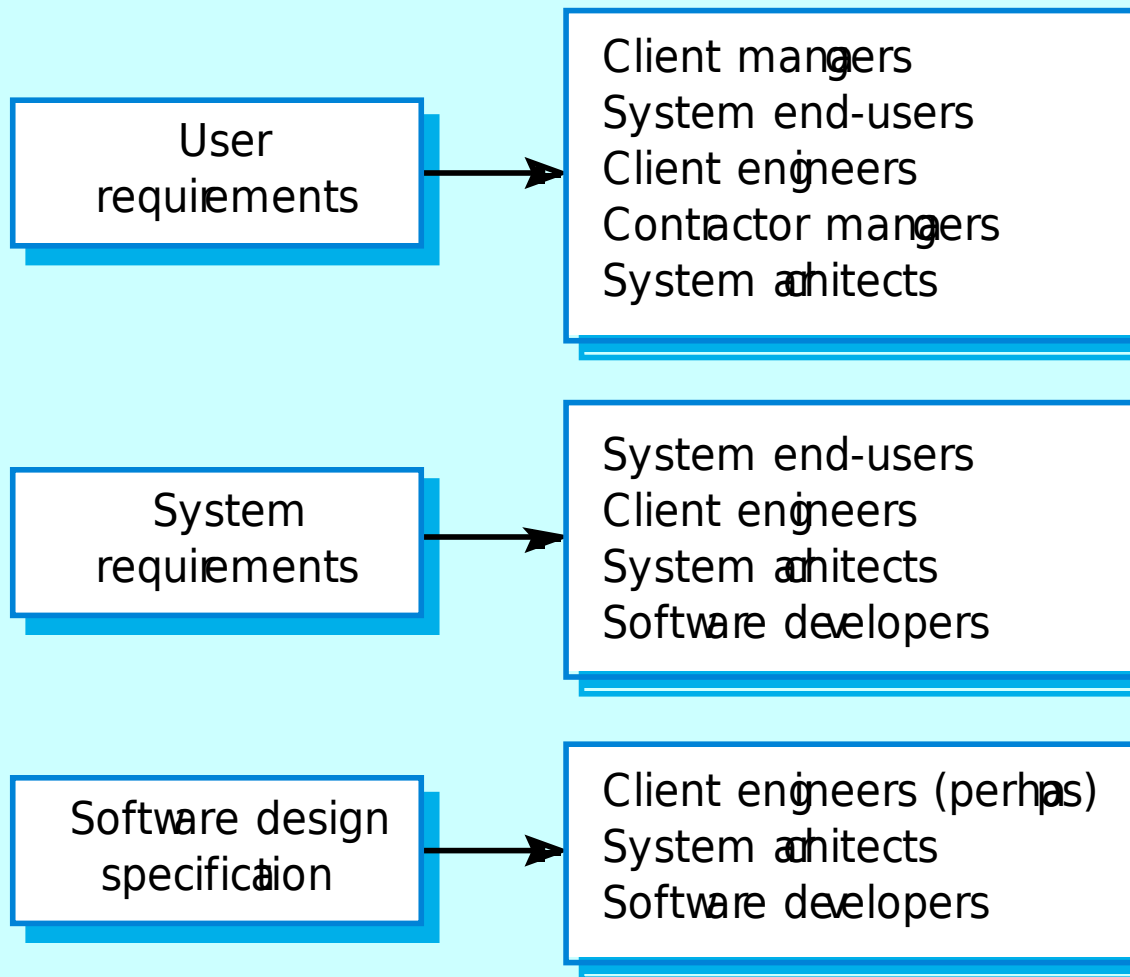 User
requirements
Client managers
System end-users
Client engineers
Contractor managers
System architects
System
requirements
System end-users
Client engineers
System architects
Software developers
Software design
specification
Client engineers (perhaps)
System architects
Software developers